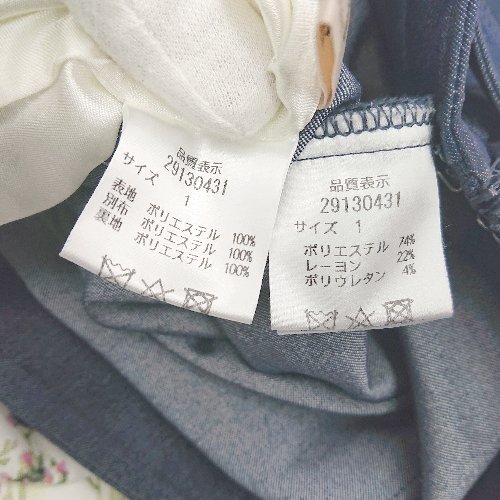 品質表示
29130431
サイズ 1
表地 ポリエステル 100%
別布 ポリエステル 100%
裏地 ポリエステル 100%
品質表示
29130431
サイズ 1
ポリエステル 74%
レーヨン 22%
ポリウレタン 4%